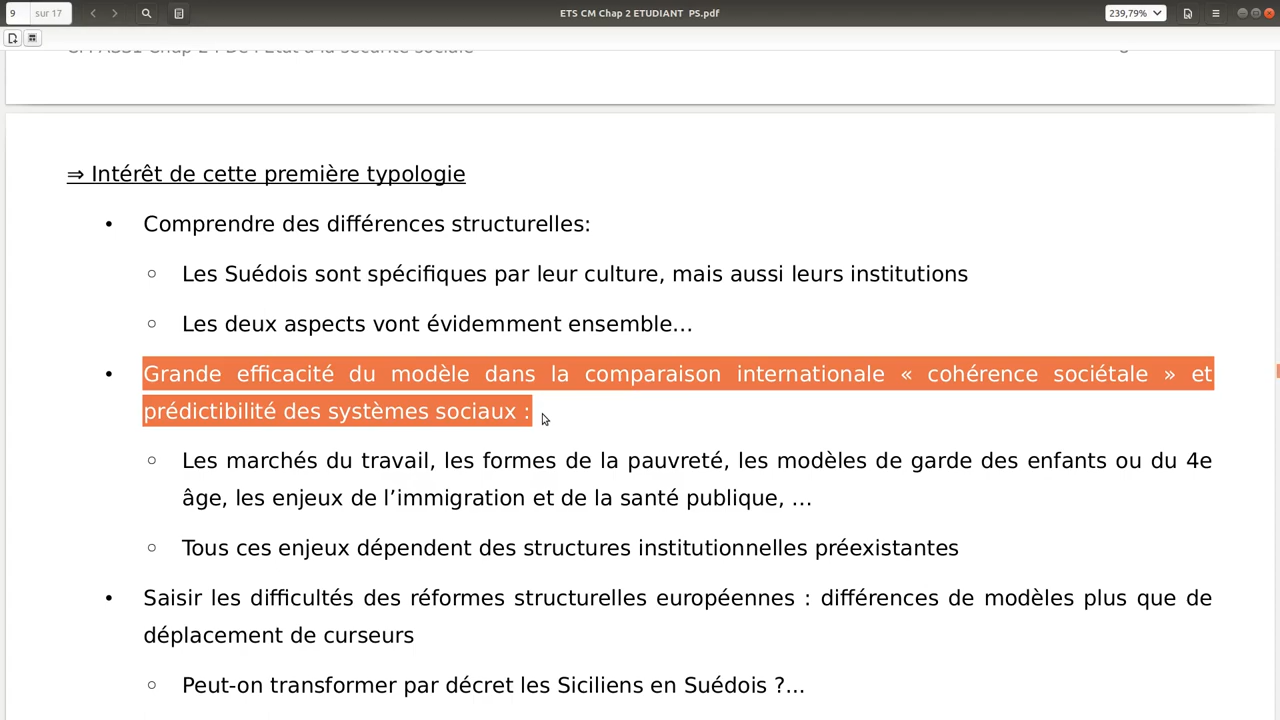 9 sur 17
ETS CM Chap 2 ETUDIANT PS.pdf
239,79%
⇒ Intérêt de cette première typologie
• Comprendre des différences structurelles:
○ Les Suédois sont spécifiques par leur culture, mais aussi leurs institutions
○ Les deux aspects vont évidemment ensemble...
• Grande efficacité du modèle dans la comparaison internationale « cohérence sociétale » et
prédictibilité des systèmes sociaux :
○ Les marchés du travail, les formes de la pauvreté, les modèles de garde des enfants ou du 4e
âge, les enjeux de l’immigration et de la santé publique, ...
○ Tous ces enjeux dépendent des structures institutionnelles préexistantes
• Saisir les difficultés des réformes structurelles européennes : différences de modèles plus que de
déplacement de curseurs
○ Peut-on transformer par décret les Siciliens en Suédois ?...